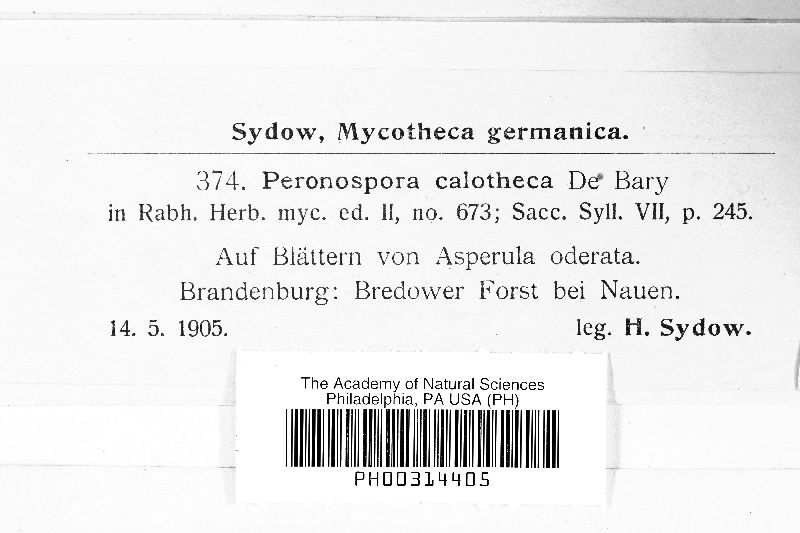 Sydow, Mycotheca germanica.
374. Peronospora calotheca De Bary
in Rabh. Herb. myc. ed. II, no. 673; Sacc. Syll. VII, p. 245.
Auf Blättern von Asperula oderata.
Brandenburg: Bredower Forst bei Nauen.
14. 5. 1905. leg. H. Sydow.
The Academy of Natural Sciences
Philadelphia, PA USA (PH)
PH00314405